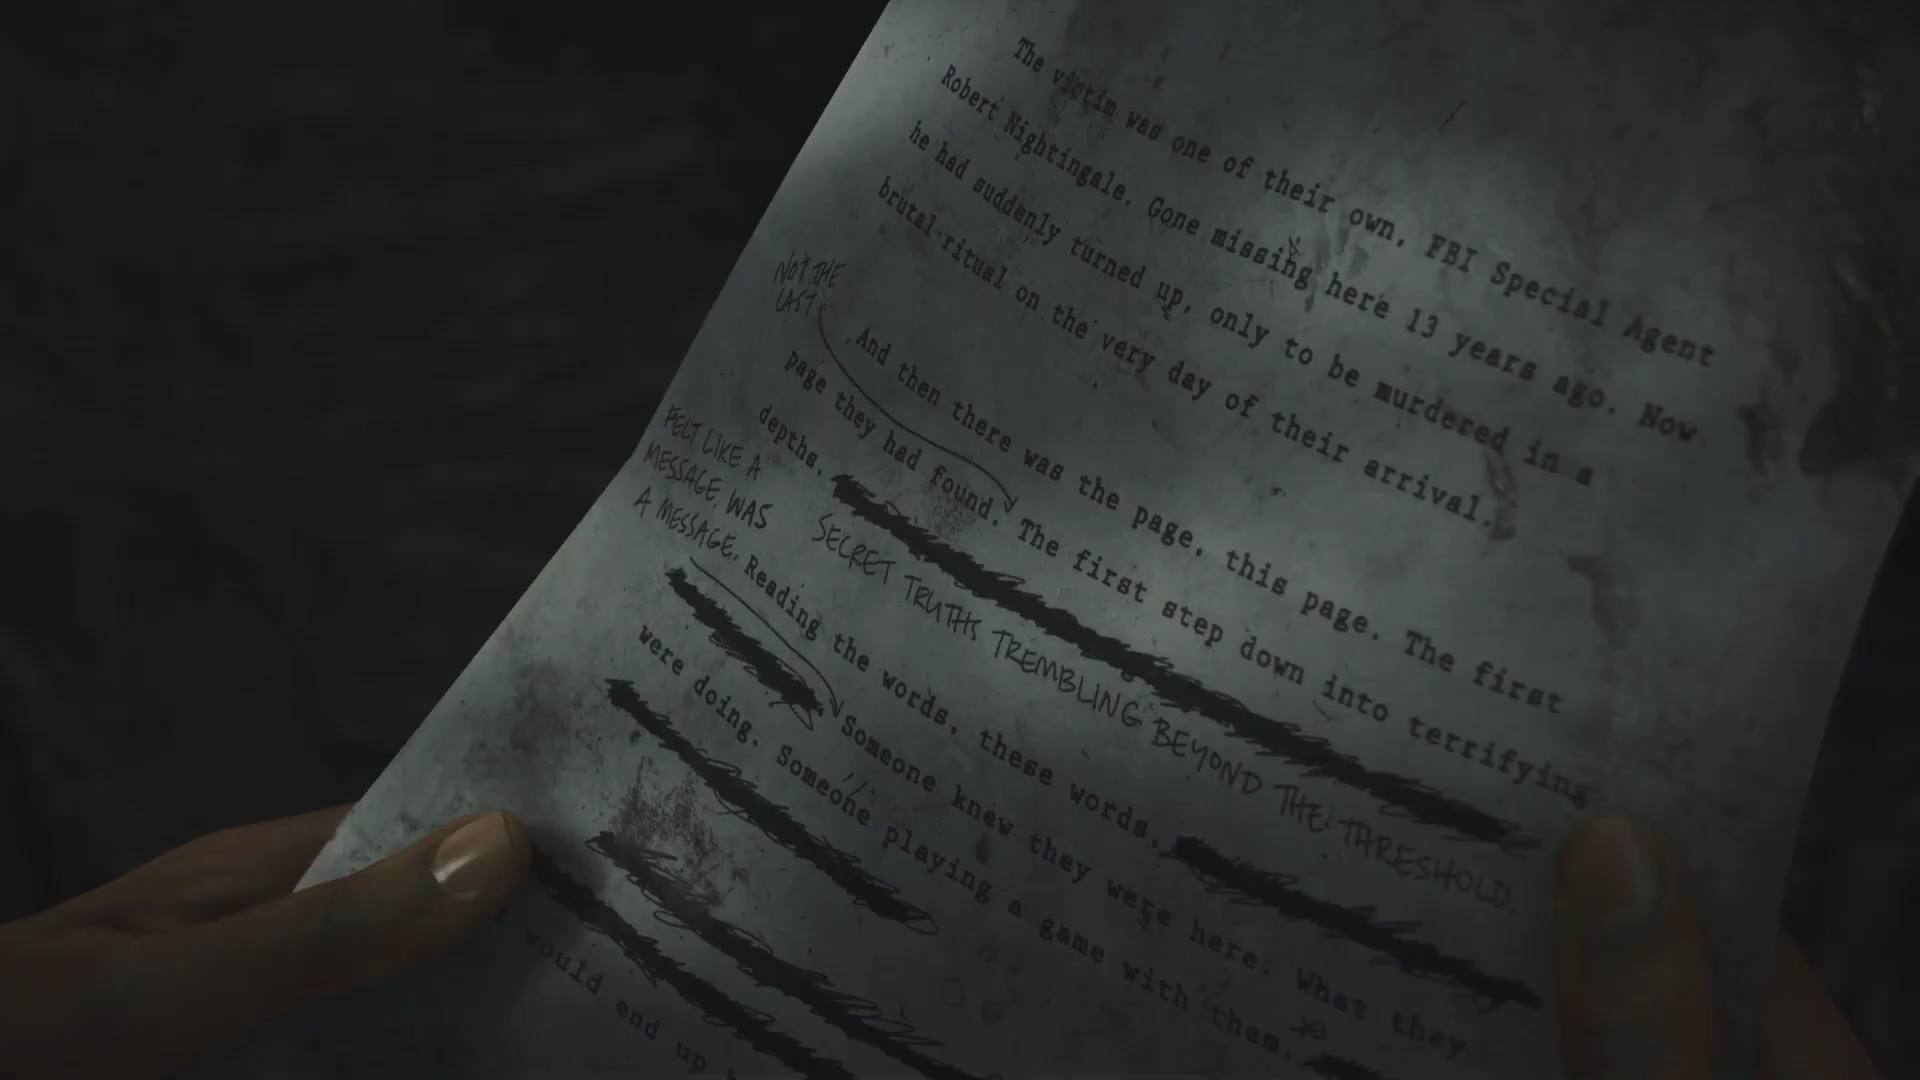 The victim was one of their own, FBI Special Agent
Robert Nightingale. Gone missing here 13 years ago. Now
he had suddenly turned up, only to be murdered in a
brutal ritual on the very day of their arrival.
NOT THE
LAST
And then there was the page, this page. The first
page they had found. The first step down into terrifying
depths.
SECRET TRUTHS TREMBLING BEYOND THE THRESHOLD.
FELT LIKE A
MESSAGE, WAS
A MESSAGE.
Reading the words, these words,
Someone knew they were here. What they
were doing. Someone playing a game with them.
would end up